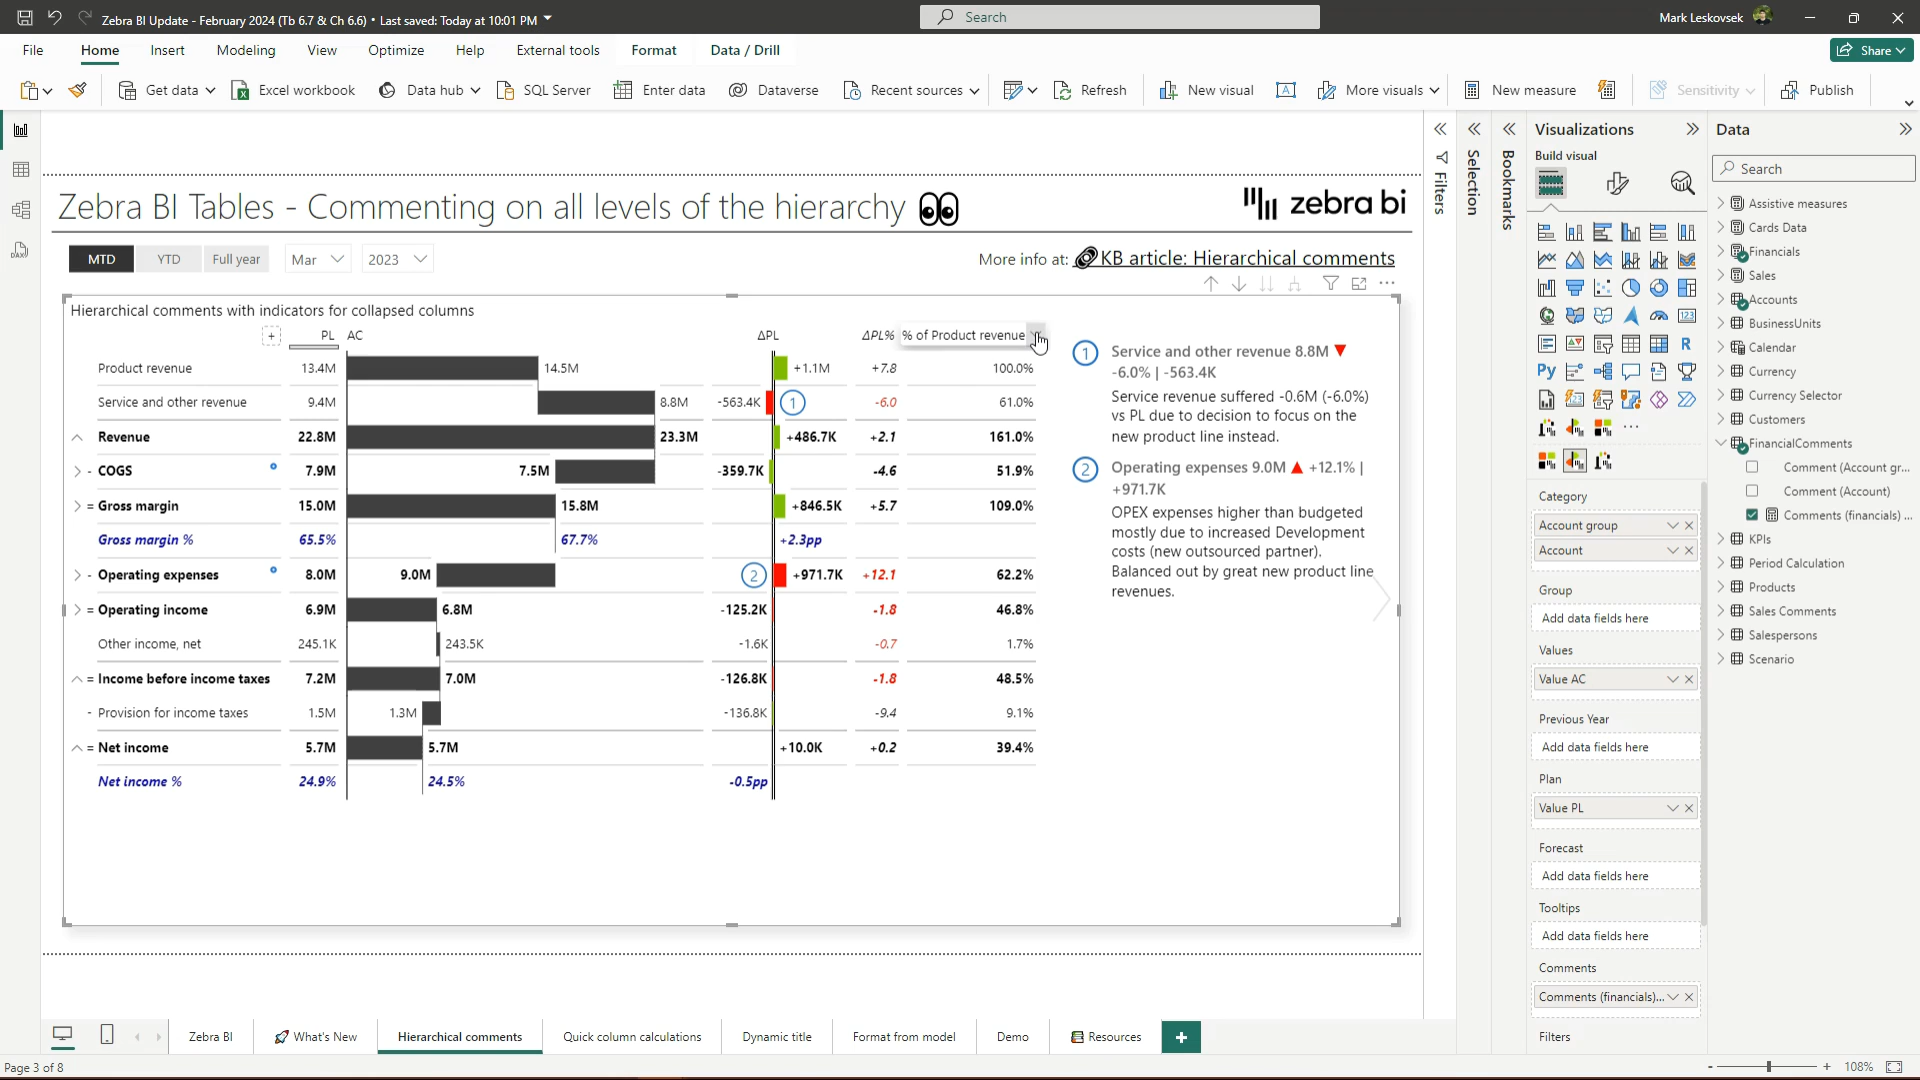 Zebra BI Update - February 2024 (Tb 6.7 & Ch 6.6) • Last saved: Today at 10:01 PM
Search
Mark Leskovsek
File
Home
Insert
Modeling
View
Optimize
Help
External tools
Format
Data / Drill
Share
Get data
Excel workbook
Data hub
SQL Server
Enter data
Dataverse
Recent sources
Refresh
New visual
More visuals
New measure
Sensitivity
Publish
Zebra BI Tables - Commenting on all levels of the hierarchy
zebra bi
MTD
YTD
Full year
Mar
2023
More info at: KB article: Hierarchical comments
Hierarchical comments with indicators for collapsed columns
+ PL AC ΔPL ΔPL% % of Product revenue
Product revenue 13.4M 14.5M +1.1M +7.8 100.0%
Service and other revenue 9.4M 8.8M -563.4K 1 -6.0 61.0%
Revenue 22.8M 23.3M +486.7K +2.1 161.0%
- COGS 7.9M 7.5M -359.7K -4.6 51.9%
= Gross margin 15.0M 15.8M +846.5K +5.7 109.0%
Gross margin % 65.5% 67.7% +2.3pp
- Operating expenses 8.0M 9.0M 2 +971.7K +12.1 62.2%
= Operating income 6.9M 6.8M -125.2K -1.8 46.8%
Other income, net 245.1K 243.5K -1.6K -0.7 1.7%
= Income before income taxes 7.2M 7.0M -126.8K -1.8 48.5%
- Provision for income taxes 1.5M 1.3M -136.8K -9.4 9.1%
= Net income 5.7M 5.7M +10.0K +0.2 39.4%
Net income % 24.9% 24.5% -0.5pp
1 Service and other revenue 8.8M ▼
-6.0% | -563.4K
Service revenue suffered -0.6M (-6.0%)
vs PL due to decision to focus on the
new product line instead.
2 Operating expenses 9.0M ▲ +12.1% |
+971.7K
OPEX expenses higher than budgeted
mostly due to increased Development
costs (new outsourced partner).
Balanced out by great new product line
revenues.
Filters
Selection
Bookmarks
Visualizations
Build visual
Category
Account group
Account
Group
Add data fields here
Values
Value AC
Previous Year
Add data fields here
Plan
Value PL
Forecast
Add data fields here
Tooltips
Add data fields here
Comments
Comments (financials)...
Filters
Data
Search
Assistive measures
Cards Data
Financials
Sales
Accounts
BusinessUnits
Calendar
Currency
Currency Selector
Customers
FinancialComments
Comment (Account gr...
Comment (Account)
Comments (financials) ...
KPIs
Period Calculation
Products
Sales Comments
Salespersons
Scenario
Zebra BI
What's New
Hierarchical comments
Quick column calculations
Dynamic title
Format from model
Demo
Resources
+
Page 3 of 8
- + 108%